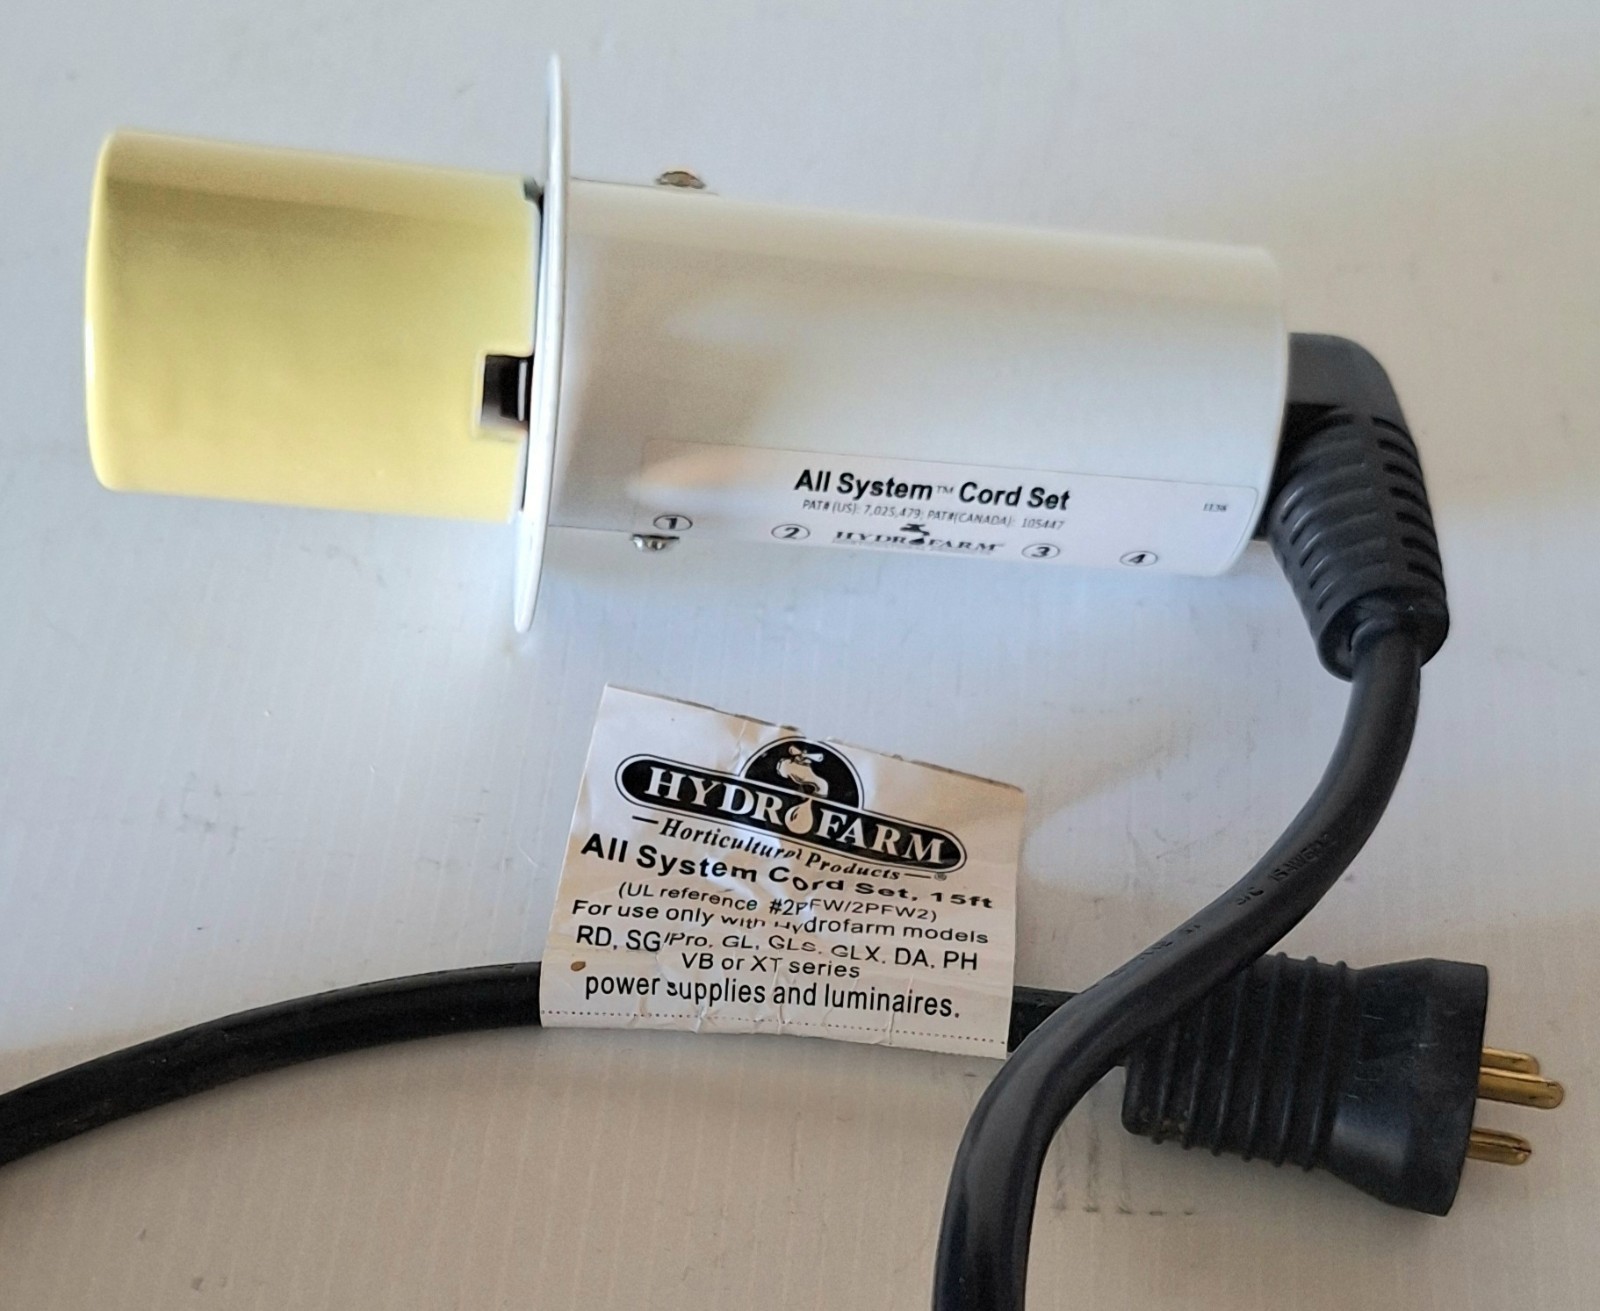 All System™ Cord Set
PAT# (US): 7,025,479; PAT#(CANADA): 105447
1138
HYDROFARM
1 2 3 4
HYDROFARM
Horticultural Products
®
All System Cord Set, 15ft
(UL reference #2PFW/2PFW2)
For use only with Hydrofarm models
RD, SG/Pro, GL, GLS, GLX, DA, PH
VB or XT series
power supplies and luminaires.